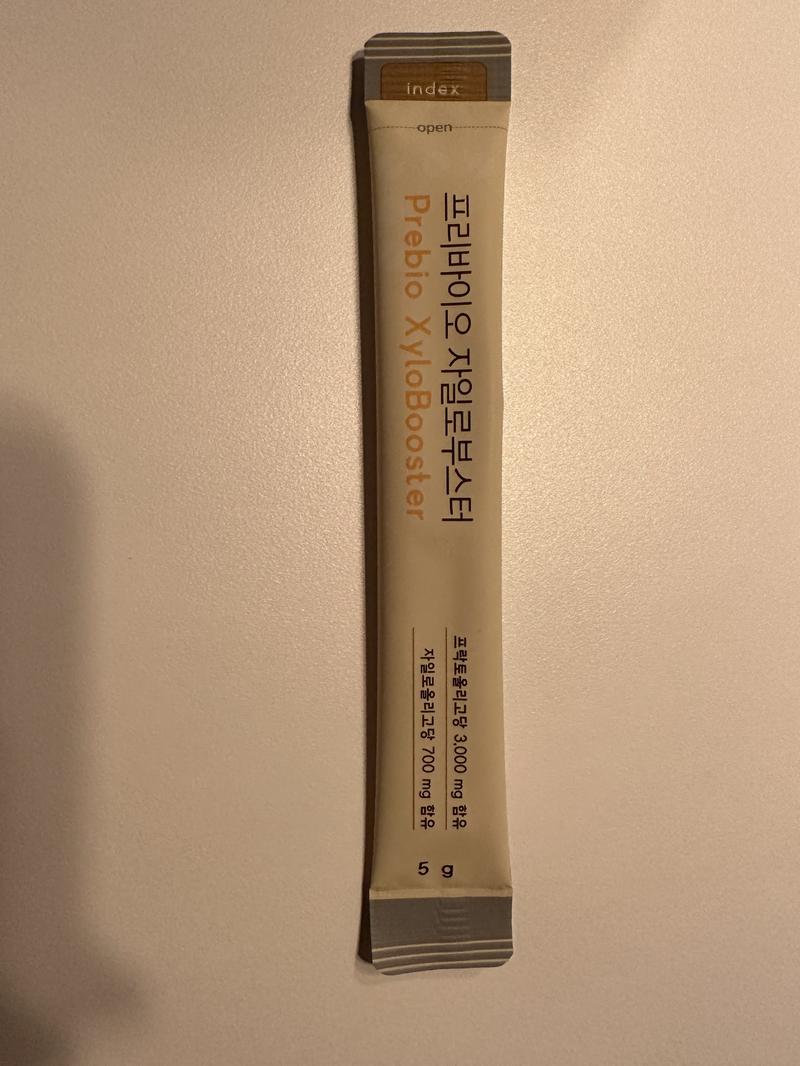 index
open
프리바이오 자일로부스터
Prebio XyloBooster
프락토올리고당 3,000 mg 함유
자일로올리고당 700 mg 함유
5 g